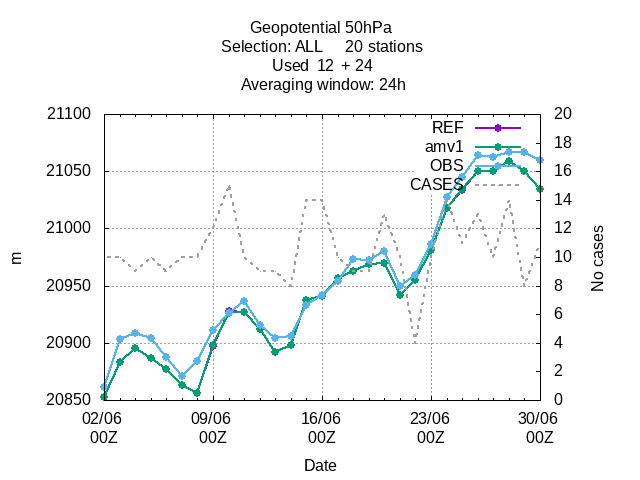 Geopotential 50hPa
Selection: ALL     20 stations
Used  12  + 24
Averaging window: 24h
21100
21050
21000
20950
20900
20850
m
20
18
16
14
12
10
8
6
4
2
0
No cases
REF
amv1
OBS
CASES
02/06 09/06 16/06 23/06 30/06
00Z 00Z 00Z 00Z 00Z
Date